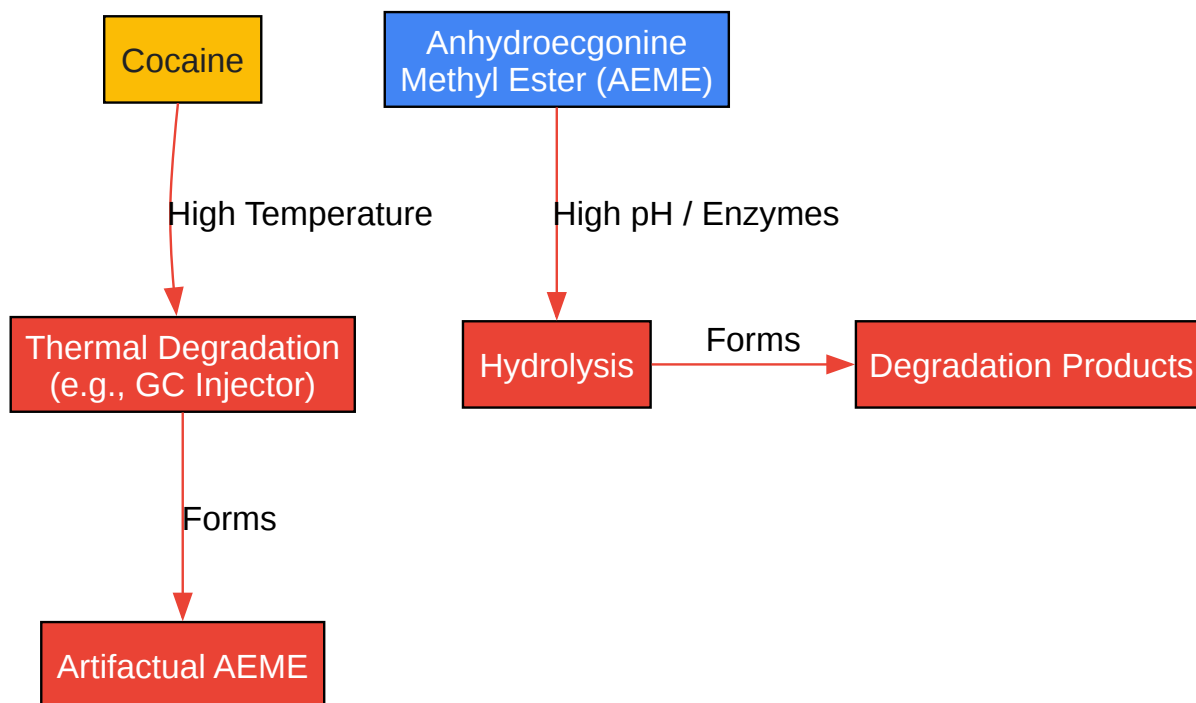 Cocaine
Anhydroecgonine
Methyl Ester (AEME)
High Temperature
High pH / Enzymes
Thermal Degradation
(e.g., GC Injector)
Hydrolysis
Forms
Degradation Products
Forms
Artifactual AEME